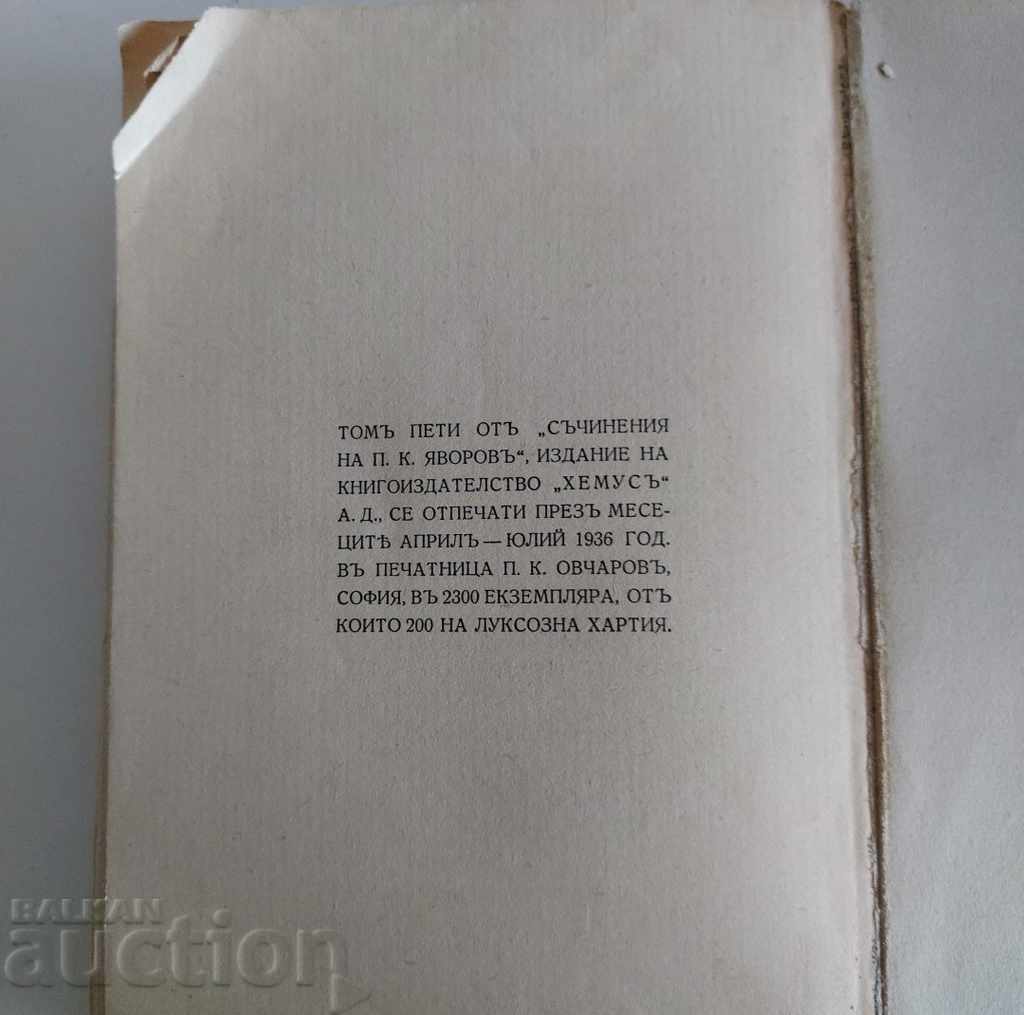 ТОМЪ ПЕТИ ОТЪ „СЪЧИНЕНИЯ
НА П. К. ЯВОРОВЪ“, ИЗДАНИЕ НА
КНИГОИЗДАТЕЛСТВО „ХЕМУСЪ“
А. Д., СЕ ОТПЕЧАТИ ПРЕЗЪ МЕСЕ-
ЦИТѢ АПРИЛЪ — ЮЛИЙ 1936 ГОД.
ВЪ ПЕЧАТНИЦА П. К. ОВЧАРОВЪ,
СОФИЯ, ВЪ 2300 ЕКЗЕМПЛЯРА, ОТЪ
КОИТО 200 НА ЛУКСОЗНА ХАРТИЯ.
BALKAN
auction